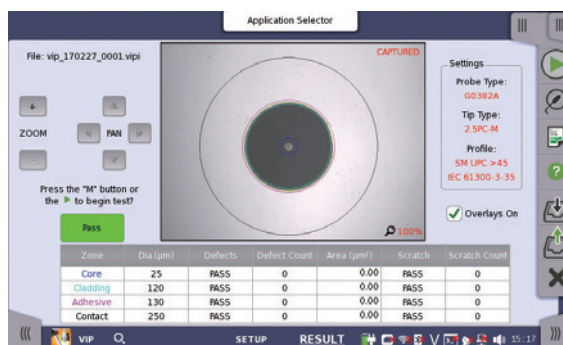 Application Selector
File: vip_170227_0001.vipi
ZOOM
PAN
Press the "M" button or
the ▶ to begin test?
Pass
CAPTURED
100%
Settings
Probe Type:
G0382A
Tip Type:
2.5PC-M
Profile:
SM UPC >45
IEC 61300-3-35
Overlays On
Zone Dia (µm) Defects Defect Count Area (µm²) Scratch Scratch Count
Core 25 PASS 0 0.00 PASS 0
Cladding 120 PASS 0 0.00 PASS 0
Adhesive 130 PASS 0 0.00 PASS 0
Contact 250 PASS 0 0.00 PASS 0
VIP SETUP RESULT V 15:17